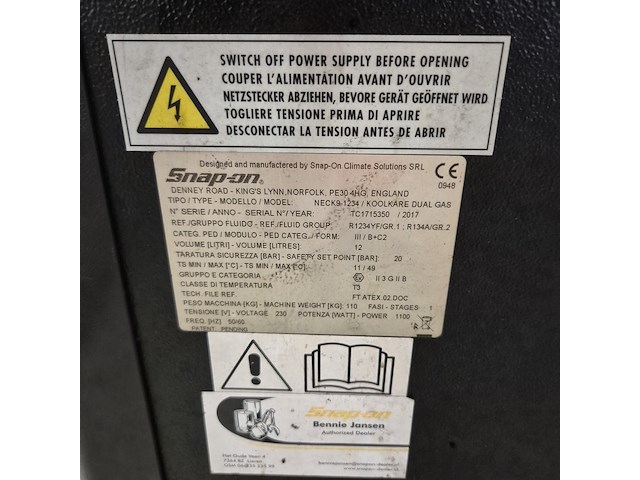 SWITCH OFF POWER SUPPLY BEFORE OPENING
COUPER L'ALIMENTATION AVANT D'OUVRIR
NETZSTECKER ABZIEHEN, BEVORE GERÄT GEÖFFNET WIRD
TOGLIERE TENSIONE PRIMA DI APRIRE
DESCONECTAR LA TENSION ANTES DE ABRIR
Designed and manufactered by Snap-On Climate Solutions SRL
Snap-on
CE
0948
DENNEY ROAD - KING'S LYNN,NORFOLK, PE30 4HG, ENGLAND
TIPO / TYPE - MODELLO / MODEL: NECK9-1234 / KOOLKARE DUAL GAS
N° SERIE / ANNO - SERIAL N°/ YEAR: TC1715350 / 2017
REF./GRUPPO FLUIDO - REF./FLUID GROUP: R1234YF/GR.1 ; R134A/GR.2
CATEG. PED / MODULO - PED CATEG. / FORM: III / B+C2
VOLUME [LITRI] - VOLUME [LITRES]: 12
TARATURA SICUREZZA [BAR] - SAFETY SET POINT [BAR]: 20
TS MIN / MAX [°C] - TS MIN / MAX [°C]: 11 / 49
GRUPPO E CATEGORIA Ex II 3 G II B
CLASSE DI TEMPERATURA T3
TECH. FILE REF. FT ATEX 02.DOC
PESO MACCHINA [KG] - MACHINE WEIGHT [KG]: 110 FASI - STAGES 1
TENSIONE [V] - VOLTAGE 230 POTENZA [WATT] - POWER 1100
FREQ. [HZ] 50/60
PATENT. PENDING
Snap-on
Bennie Jansen
Authorized Dealer